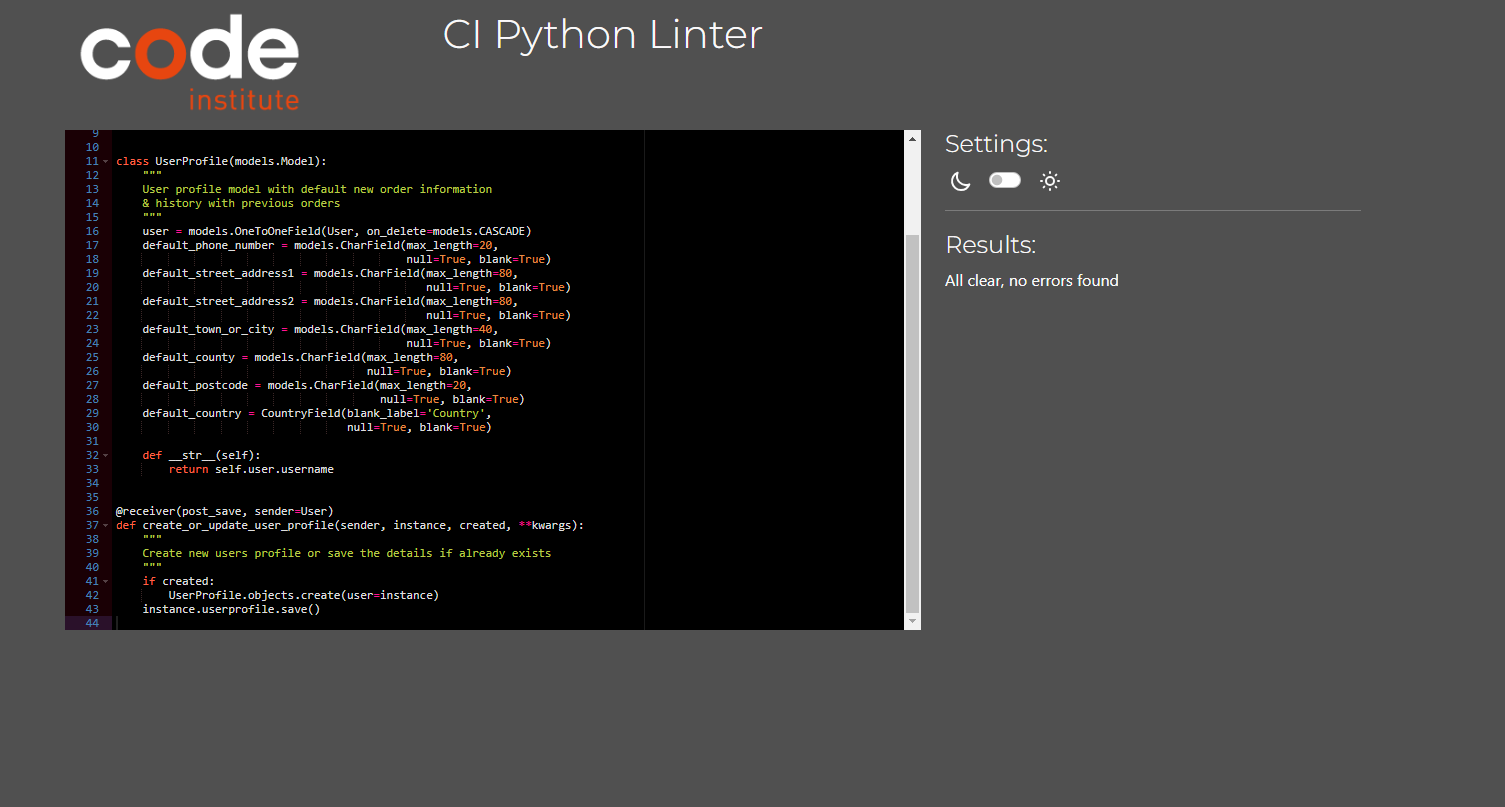 code
institute
CI Python Linter
9
10
11 class UserProfile(models.Model):
12     """
13     User profile model with default new order information
14     & history with previous orders
15     """
16     user = models.OneToOneField(User, on_delete=models.CASCADE)
17     default_phone_number = models.CharField(max_length=20,
18                                             null=True, blank=True)
19     default_street_address1 = models.CharField(max_length=80,
20                                                null=True, blank=True)
21     default_street_address2 = models.CharField(max_length=80,
22                                                null=True, blank=True)
23     default_town_or_city = models.CharField(max_length=40,
24                                             null=True, blank=True)
25     default_county = models.CharField(max_length=80,
26                                       null=True, blank=True)
27     default_postcode = models.CharField(max_length=20,
28                                         null=True, blank=True)
29     default_country = CountryField(blank_label='Country',
30                                    null=True, blank=True)
31
32     def __str__(self):
33         return self.user.username
34
35
36 @receiver(post_save, sender=User)
37 def create_or_update_user_profile(sender, instance, created, **kwargs):
38     """
39     Create new users profile or save the details if already exists
40     """
41     if created:
42         UserProfile.objects.create(user=instance)
43     instance.userprofile.save()
44
Settings:
Results:
All clear, no errors found